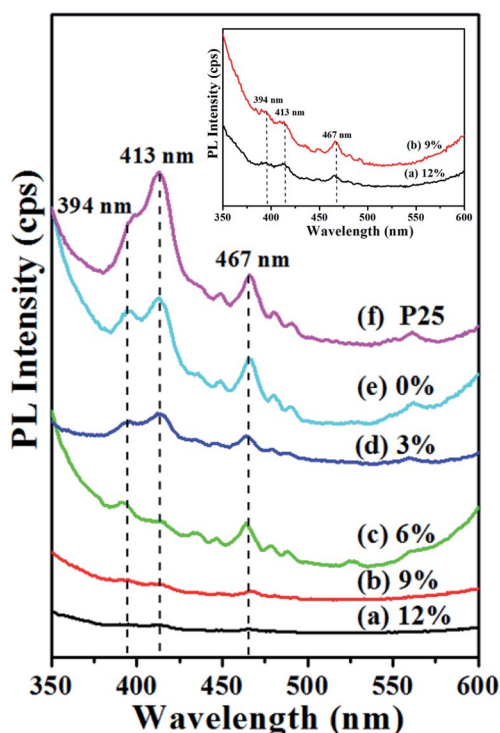 394 nm
413 nm
467 nm
(b) 9%
(a) 12%
PL Intensity (cps)
350 400 450 500 550 600
Wavelength (nm)
413 nm
394 nm
467 nm
(f) P25
(e) 0%
(d) 3%
(c) 6%
(b) 9%
(a) 12%
PL Intensity (cps)
350 400 450 500 550 600
Wavelength (nm)